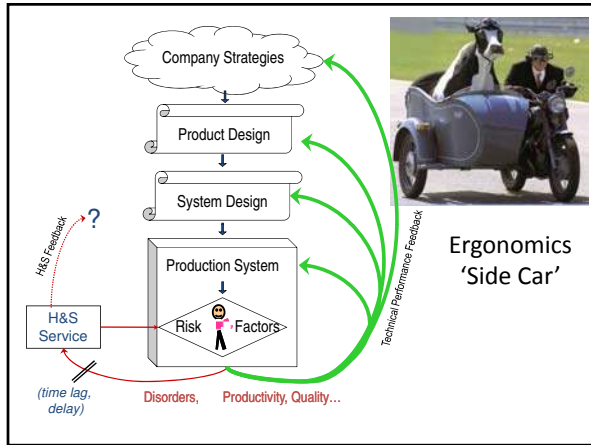 Company Strategies
Product Design
System Design
Production System
Risk Factors
H&S Feedback
?
H&S
Service
(time lag,
delay)
Disorders, Productivity, Quality…
Technical Performance Feedback
Ergonomics
‘Side Car’